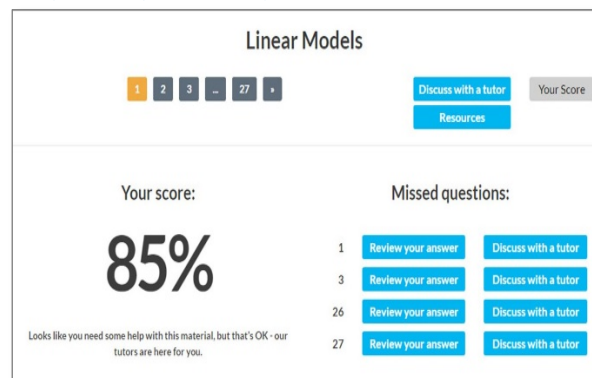 Linear Models
1 2 3 ... 27 »
Discuss with a tutor
Your Score
Resources
Your score:
85%
Looks like you need some help with this material, but that's OK - our
tutors are here for you.
Missed questions:
1 Review your answer Discuss with a tutor
3 Review your answer Discuss with a tutor
26 Review your answer Discuss with a tutor
27 Review your answer Discuss with a tutor